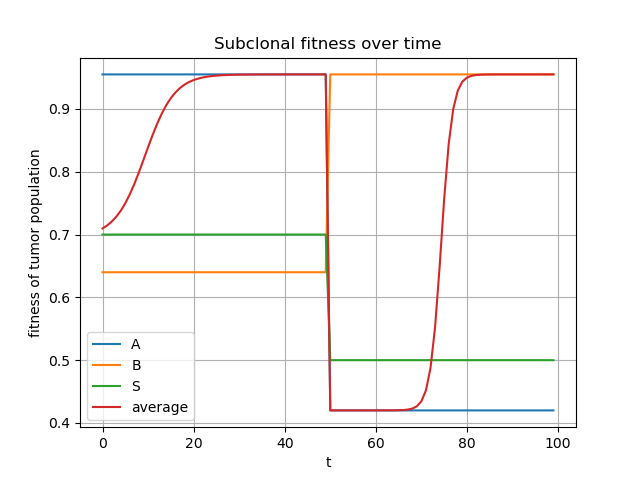 Subclonal fitness over time
fitness of tumor population
0.9
0.8
0.7
0.6
0.5
0.4
A
B
S
average
0 20 40 60 80 100
t